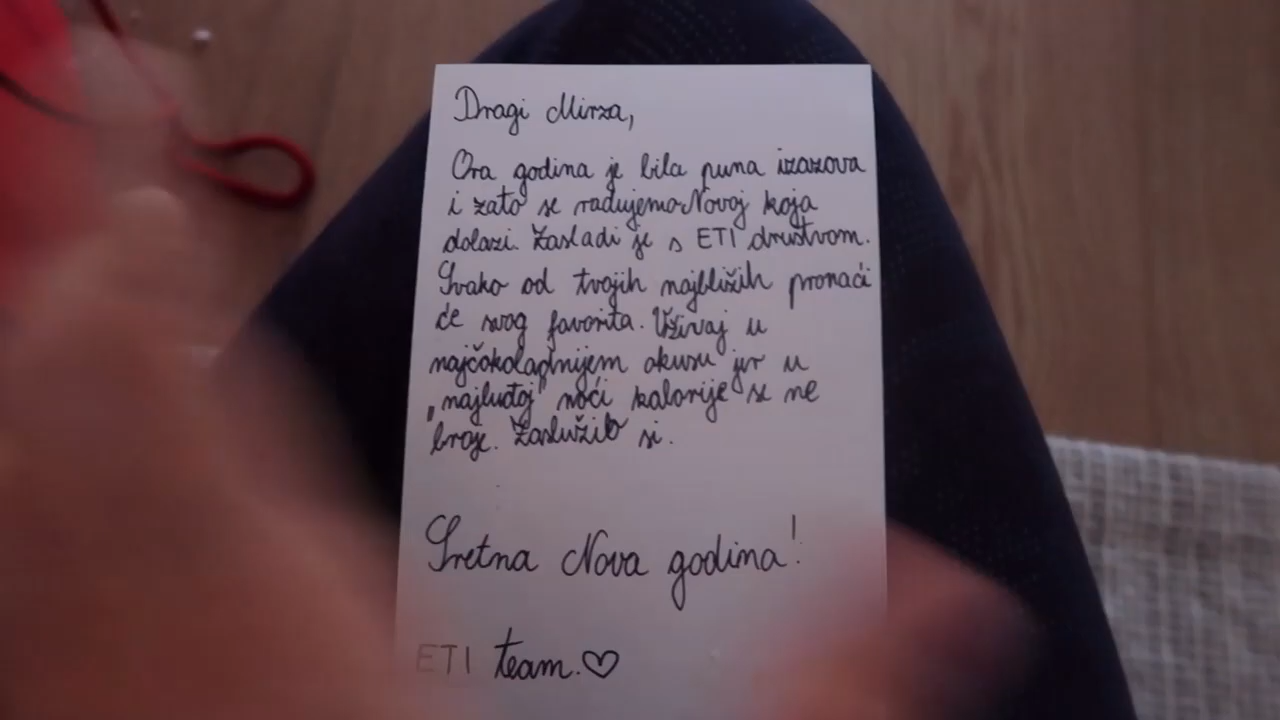 Dragi Mirza,
Ova godina je bila puna izazova
i zato se radujemo Novoj koja
dolazi. Zasladi je s ETI društvom.
Svako od tvojih najbližih pronaći
će svog favorita. Uživaj u
najčokoladnijem okusu jer u
"najluđoj" noći kalorije se ne
broje. Zaslužio si.
Sretna Nova godina!
ETI team.♡